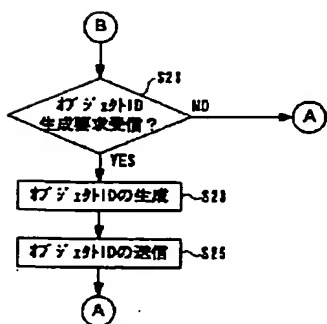 B
S21
オブジェクトID
生成要求受信?
NO
A
YES
オブジェクトIDの生成
S23
オブジェクトIDの送信
S25
A